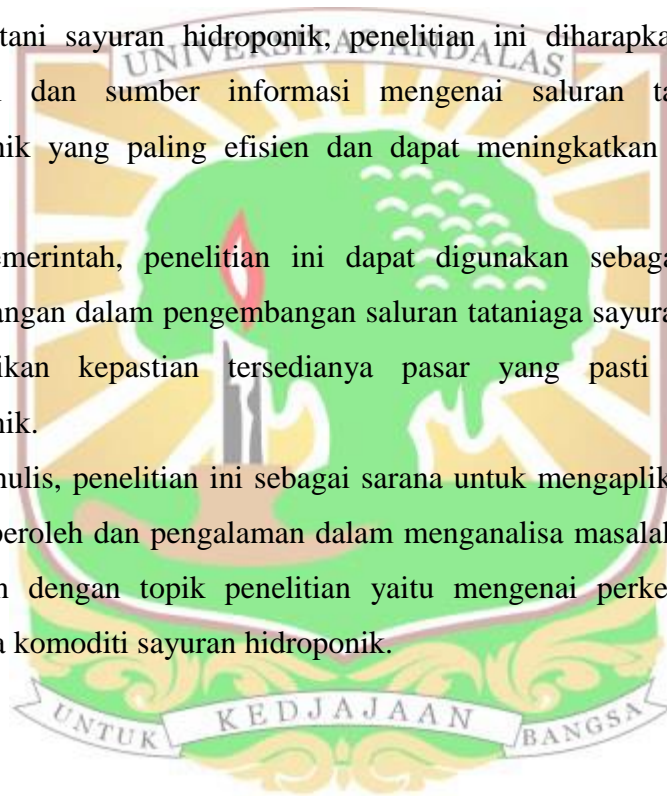 tani sayuran hidroponik, penelitian ini diharapka
UNIVERSITAS ANDALAS
dan sumber informasi mengenai saluran ta
nik yang paling efisien dan dapat meningkatkan
emerintah, penelitian ini dapat digunakan sebaga
angan dalam pengembangan saluran tataniaga sayura
ikan kepastian tersedianya pasar yang pasti
nik.
nulis, penelitian ini sebagai sarana untuk mengaplik
peroleh dan pengalaman dalam menganalisa masalah
n dengan topik penelitian yaitu mengenai perke
a komoditi sayuran hidroponik.
UNTUK KEDJAJAAN BANGSA